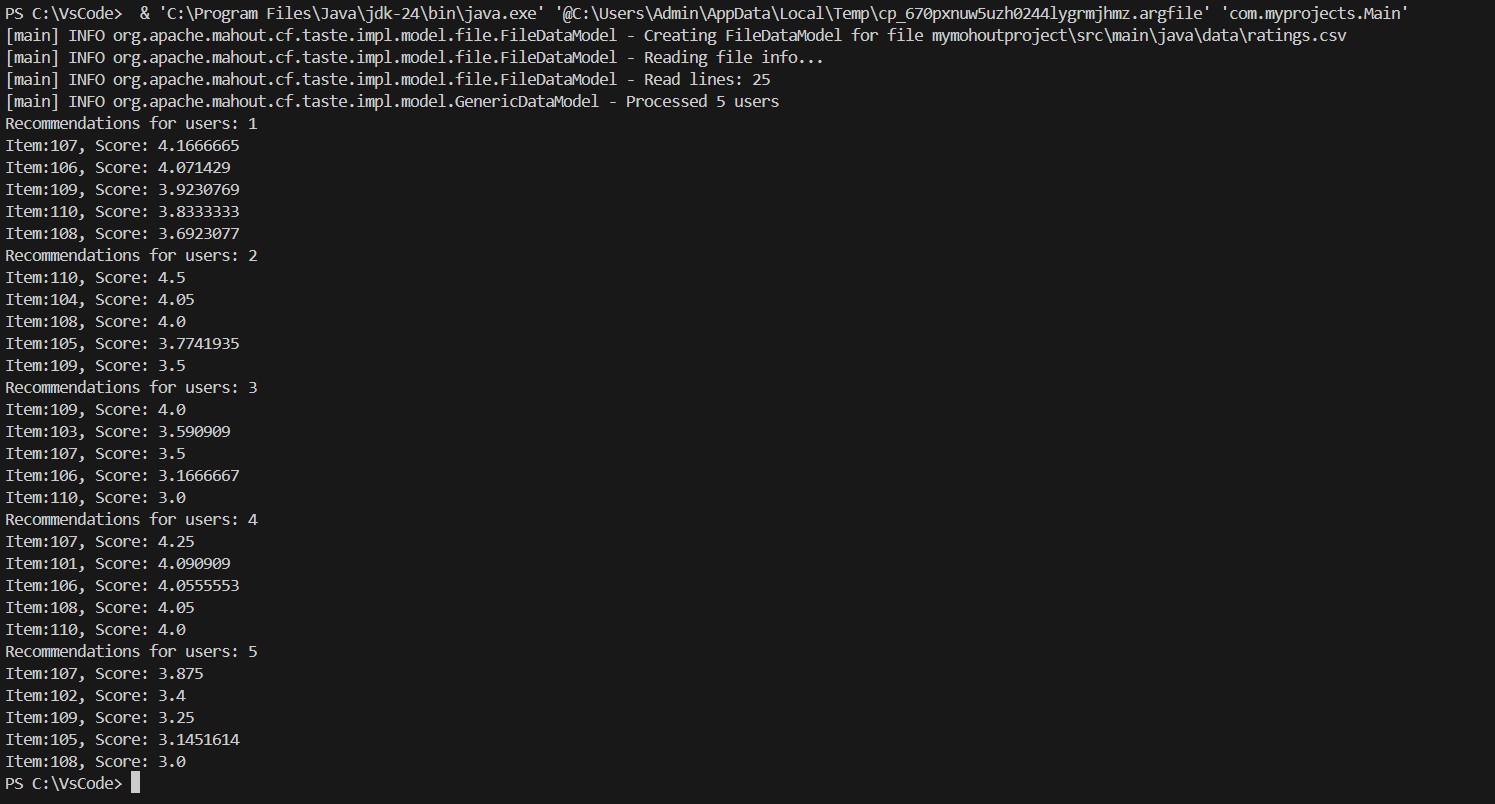 PS C:\VsCode>  & 'C:\Program Files\Java\jdk-24\bin\java.exe' '@C:\Users\Admin\AppData\Local\Temp\cp_670pxnuw5uzh0244lygrmjhmz.argfile' 'com.myprojects.Main'
[main] INFO org.apache.mahout.cf.taste.impl.model.file.FileDataModel - Creating FileDataModel for file mymohoutproject\src\main\java\data\ratings.csv
[main] INFO org.apache.mahout.cf.taste.impl.model.file.FileDataModel - Reading file info...
[main] INFO org.apache.mahout.cf.taste.impl.model.file.FileDataModel - Read lines: 25
[main] INFO org.apache.mahout.cf.taste.impl.model.GenericDataModel - Processed 5 users
Recommendations for users: 1
Item:107, Score: 4.1666665
Item:106, Score: 4.071429
Item:109, Score: 3.9230769
Item:110, Score: 3.8333333
Item:108, Score: 3.6923077
Recommendations for users: 2
Item:110, Score: 4.5
Item:104, Score: 4.05
Item:108, Score: 4.0
Item:105, Score: 3.7741935
Item:109, Score: 3.5
Recommendations for users: 3
Item:109, Score: 4.0
Item:103, Score: 3.590909
Item:107, Score: 3.5
Item:106, Score: 3.1666667
Item:110, Score: 3.0
Recommendations for users: 4
Item:107, Score: 4.25
Item:101, Score: 4.090909
Item:106, Score: 4.0555553
Item:108, Score: 4.05
Item:110, Score: 4.0
Recommendations for users: 5
Item:107, Score: 3.875
Item:102, Score: 3.4
Item:109, Score: 3.25
Item:105, Score: 3.1451614
Item:108, Score: 3.0
PS C:\VsCode>